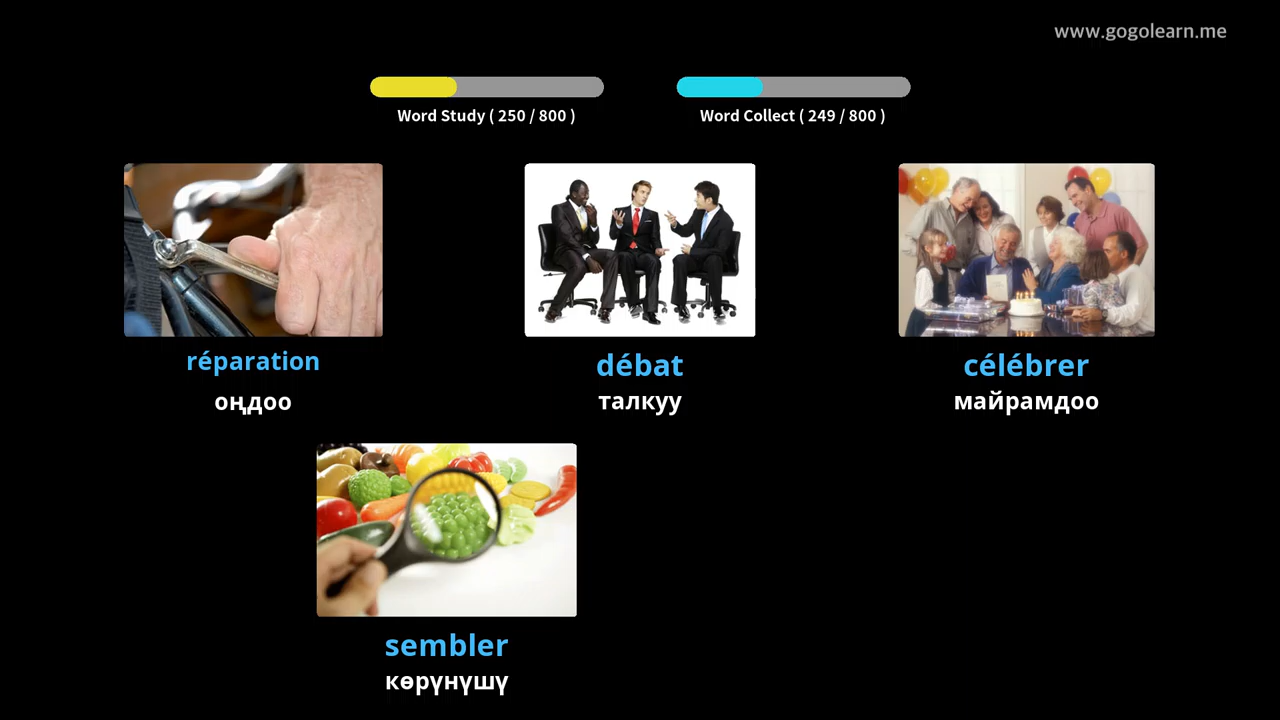 www.gogolearn.me
Word Study ( 250 / 800 )
Word Collect ( 249 / 800 )
réparation
оңдоо
débat
талкуу
célébrer
майрамдоо
sembler
көрүнүшү